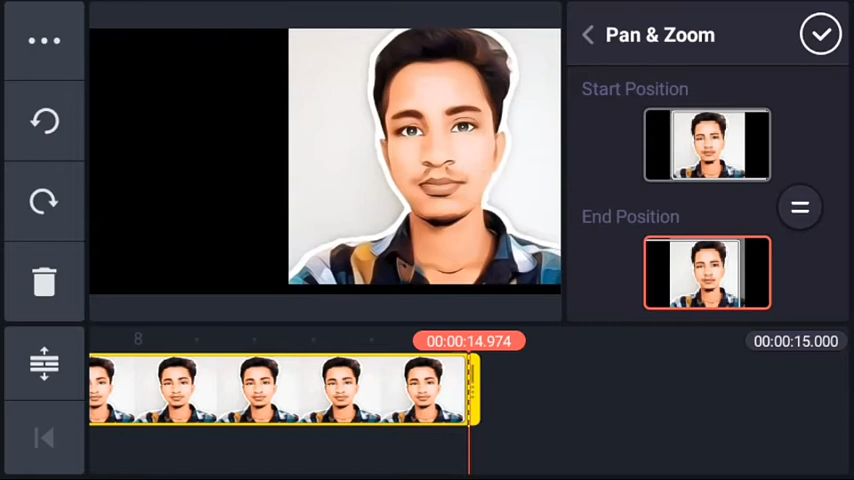 Pan & Zoom
Start Position
End Position
8
00:00:14.974
00:00:15.000